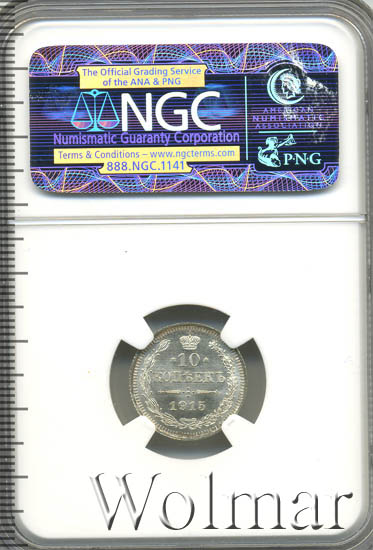 The Official Grading Service
of the ANA & PNG
NGC
Numismatic Guaranty Corporation
Terms & Conditions – www.ngcterms.com
888.NGC.1141
AMERICAN
NUMISMATIC
ASSOCIATION
PNG
10
КОПѢЕКЪ
1915
Wolmar